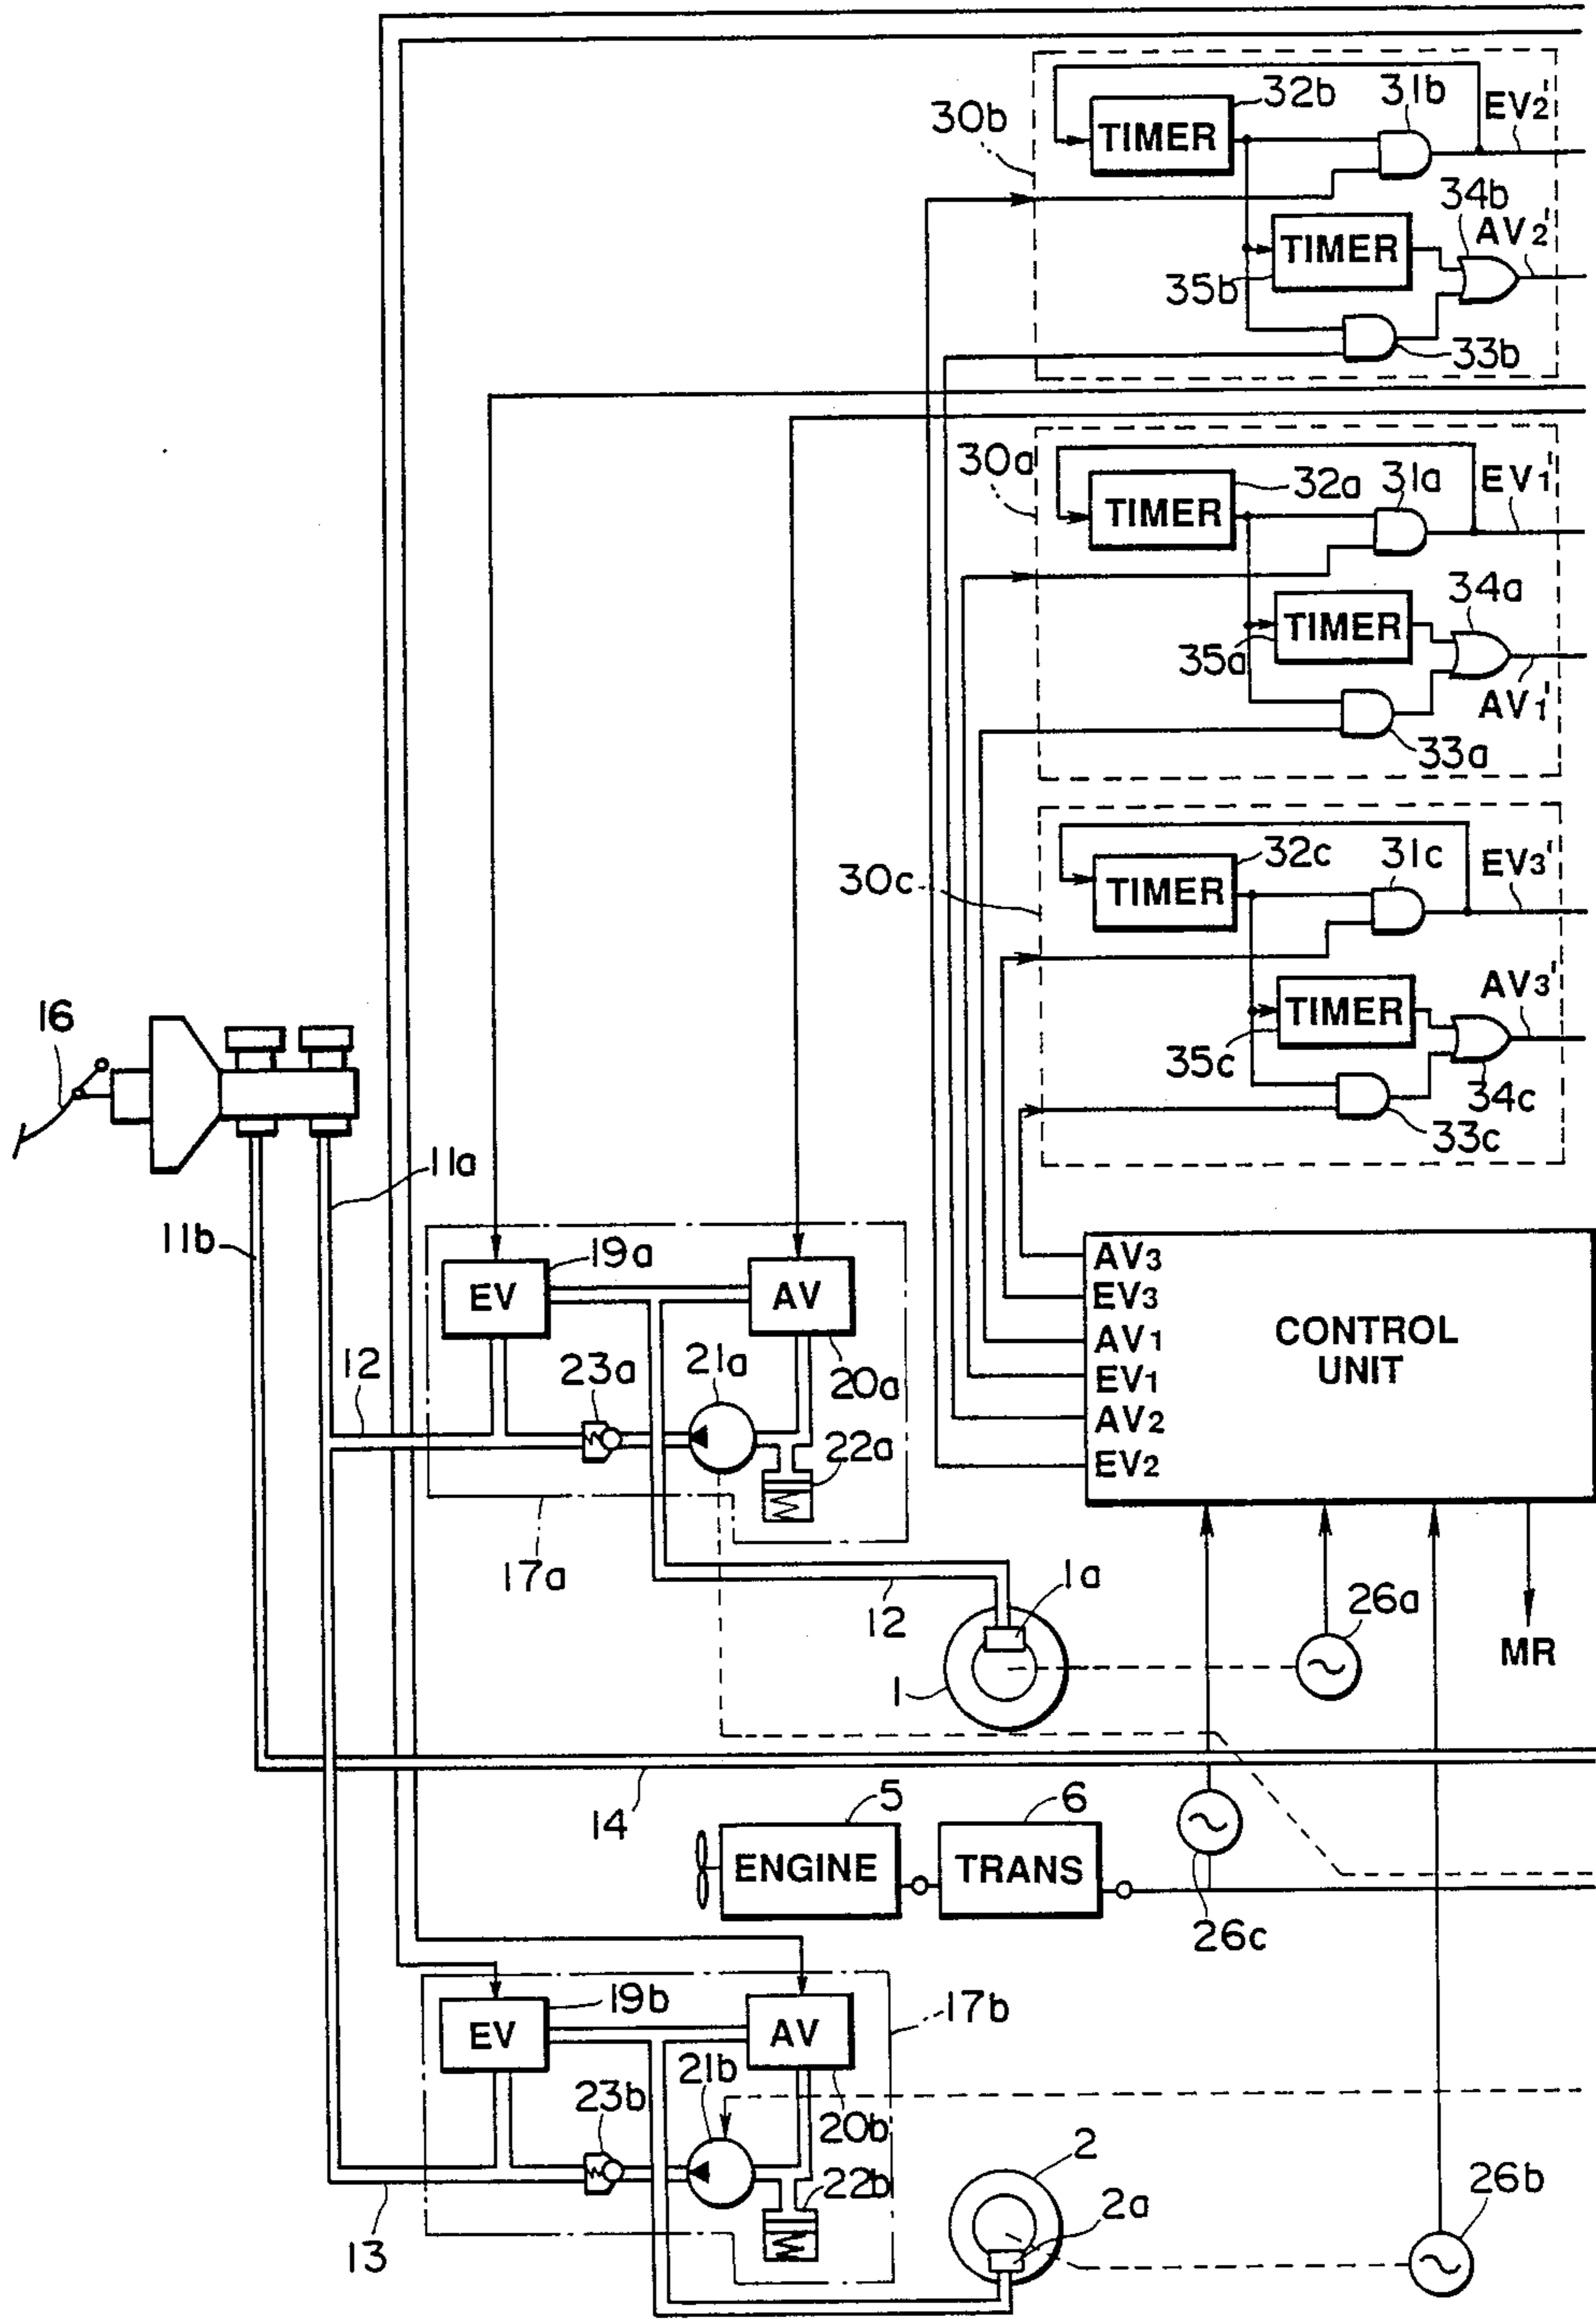 32b 31b EV2'
30b
TIMER
34b
AV2'
TIMER
35b
33b
30a
32a 31a EV1'
TIMER
34a
TIMER
35a
AV1'
33a
32c 31c EV3'
30c
TIMER
AV3'
TIMER
35c
34c
33c
16
11a
11b
19a
EV
AV
AV3
EV3
AV1
EV1
AV2
EV2
CONTROL
UNIT
12
23a
21a
20a
22a
17a
12
1a
1
26a
MR
14
5
6
ENGINE
TRANS
26c
19b
EV
AV
17b
21b
23b
20b
22b
13
2
2a
26b